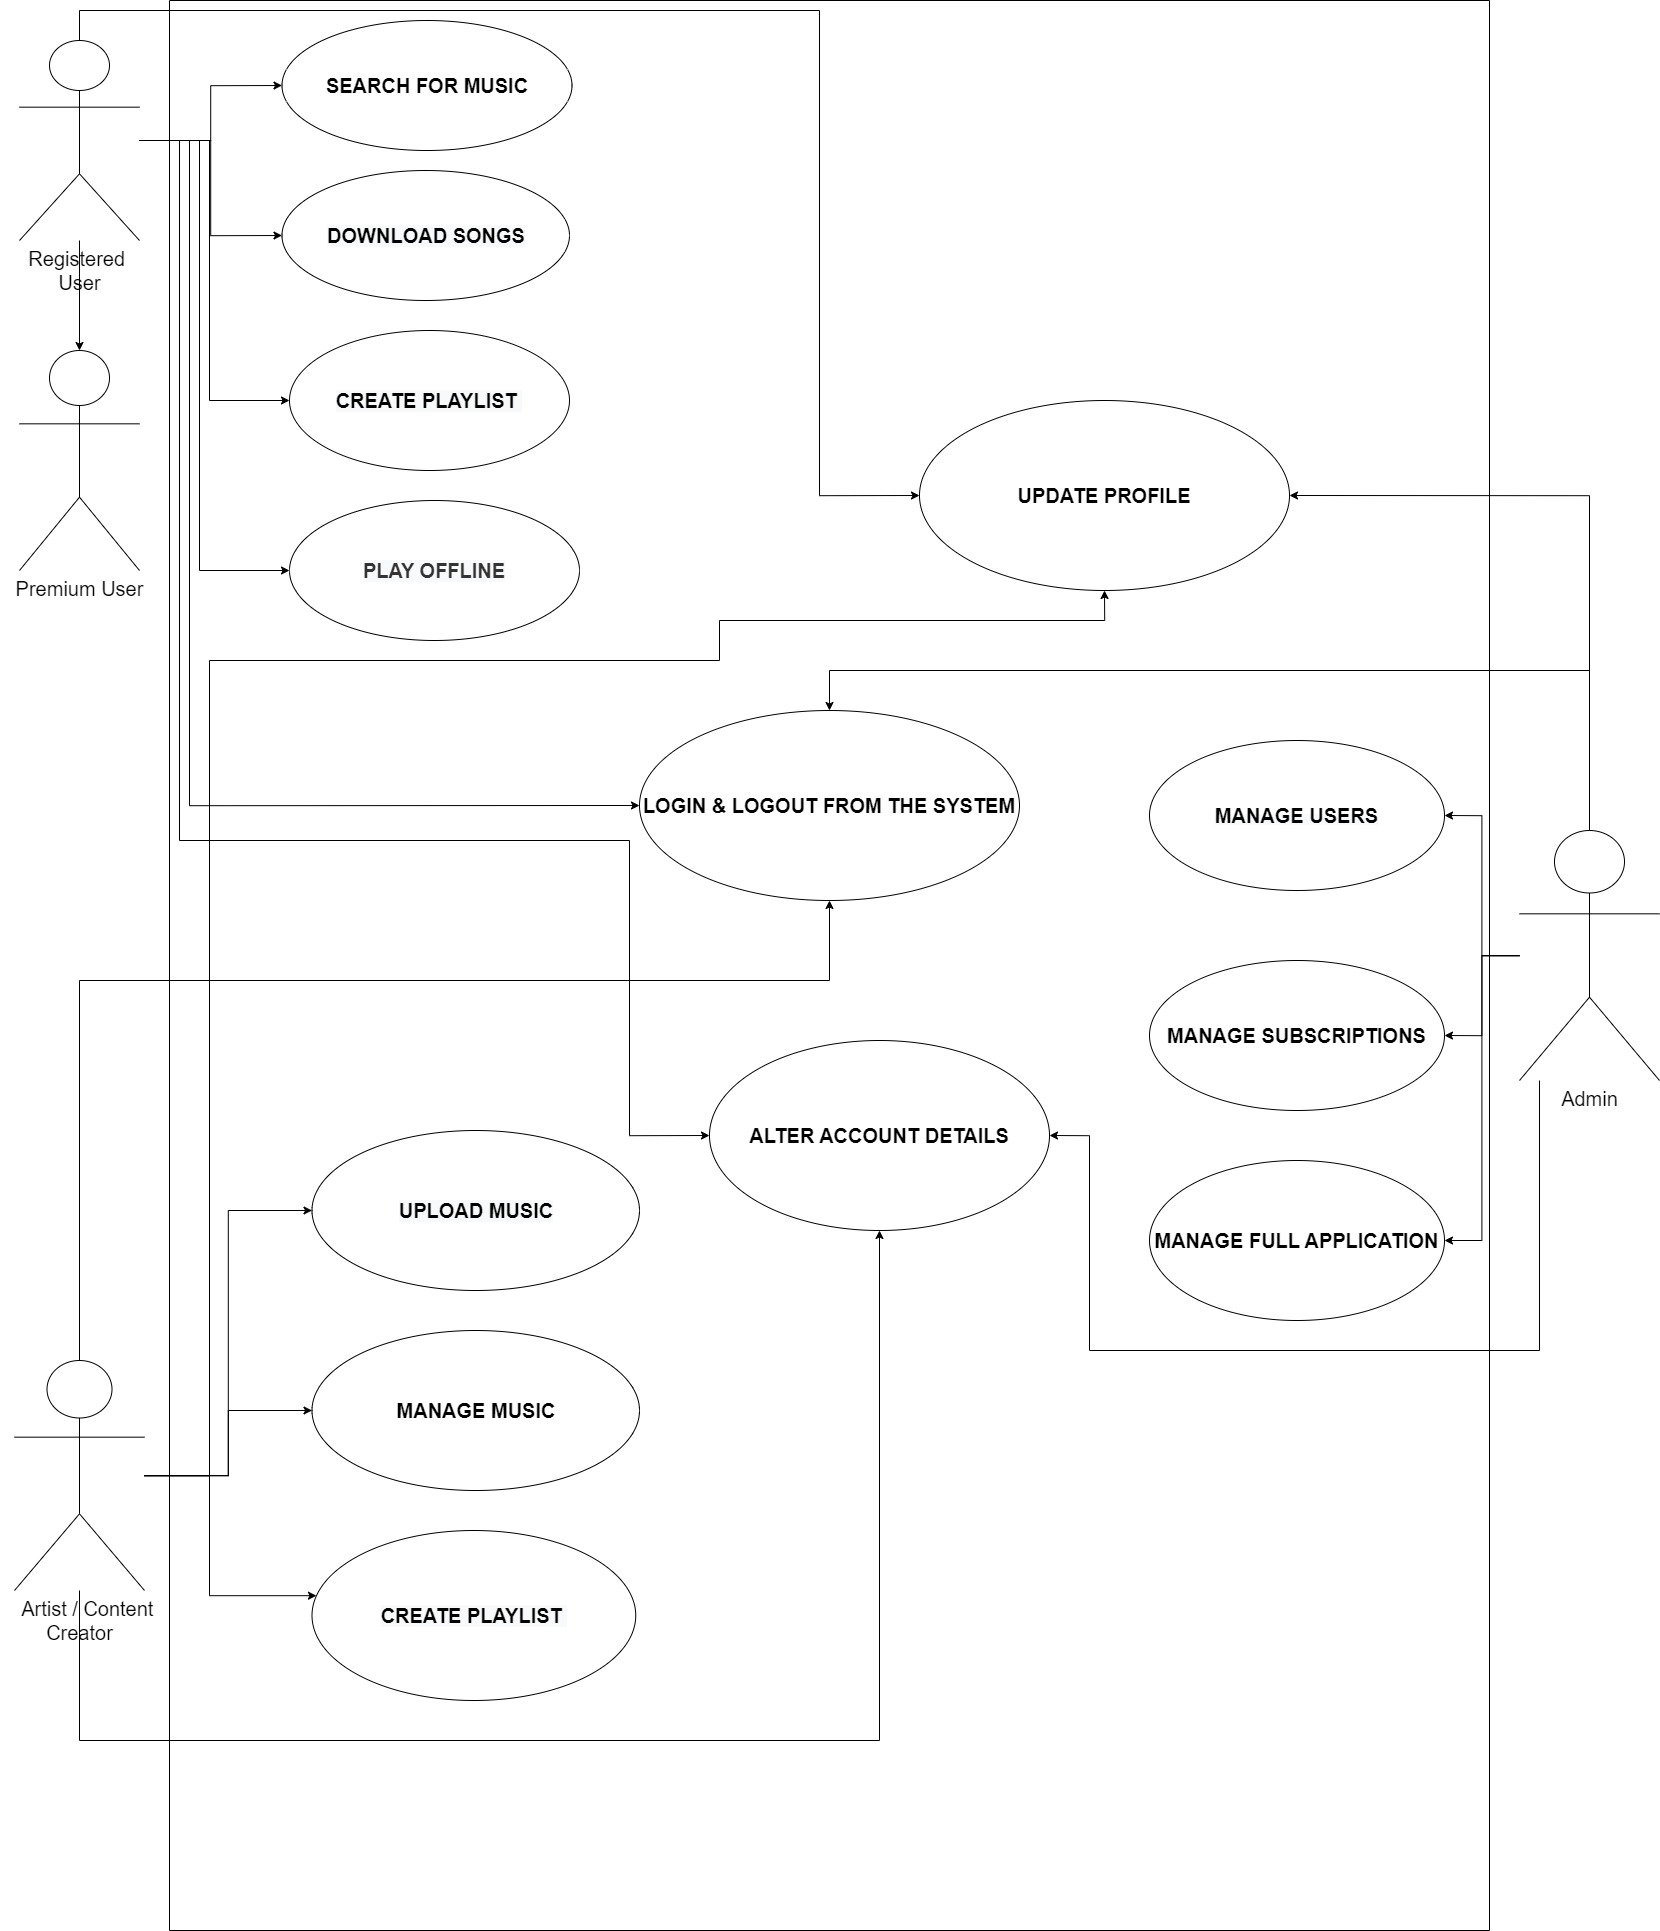 SEARCH FOR MUSIC
DOWNLOAD SONGS
Registered
User
CREATE PLAYLIST
UPDATE PROFILE
PLAY OFFLINE
Premium User
LOGIN & LOGOUT FROM THE SYSTEM
MANAGE USERS
MANAGE SUBSCRIPTIONS
Admin
ALTER ACCOUNT DETAILS
UPLOAD MUSIC
MANAGE FULL APPLICATION
MANAGE MUSIC
Artist / Content
Creator
CREATE PLAYLIST